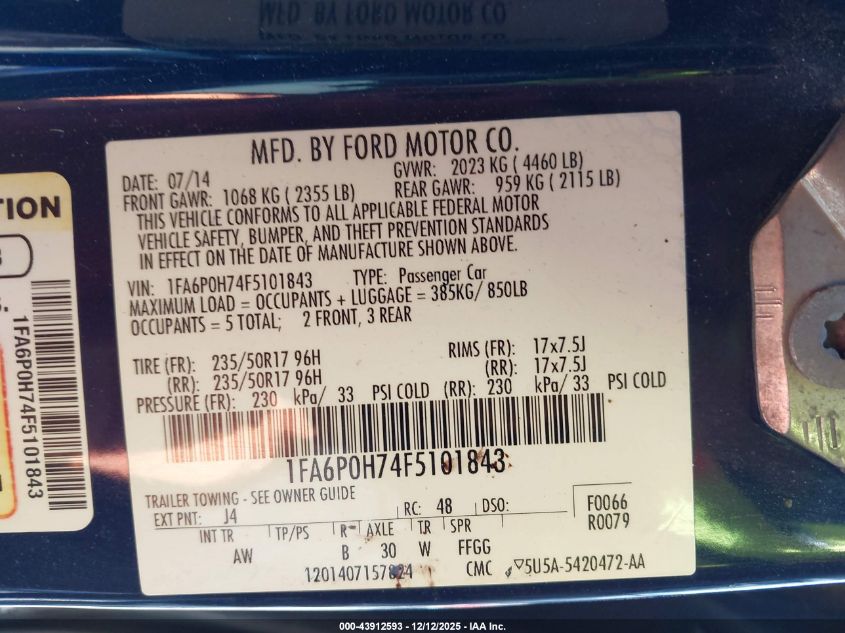 MFD. BY FORD MOTOR CO.
MFD. BY FORD MOTOR CO.
DATE: 07/14
GVWR: 2023 KG ( 4460 LB)
FRONT GAWR: 1068 KG ( 2355 LB)
REAR GAWR: 959 KG ( 2115 LB)
THIS VEHICLE CONFORMS TO ALL APPLICABLE FEDERAL MOTOR
VEHICLE SAFETY, BUMPER, AND THEFT PREVENTION STANDARDS
IN EFFECT ON THE DATE OF MANUFACTURE SHOWN ABOVE.
VIN: 1FA6P0H74F5101843 TYPE: Passenger Car
MAXIMUM LOAD = OCCUPANTS + LUGGAGE = 385KG/ 850LB
OCCUPANTS = 5 TOTAL; 2 FRONT, 3 REAR
TIRE (FR): 235/50R17 96H RIMS (FR): 17x7.5J
(RR): 235/50R17 96H (RR): 17x7.5J
PRESSURE (FR): 230 kPa/ 33 PSI COLD (RR): 230 kPa/ 33 PSI COLD
1FA6P0H74F5101843
TRAILER TOWING - SEE OWNER GUIDE
EXT PNT: J4 RC: 48 DSO: F0066
R0079
INT TR TP/PS R AXLE TR SPR
AW B 30 W FFGG
1201407157824 CMC 5U5A-5420472-AA
TION
1FA6P0H74F5101843
000-43912593 - 12/12/2025 - IAA Inc.